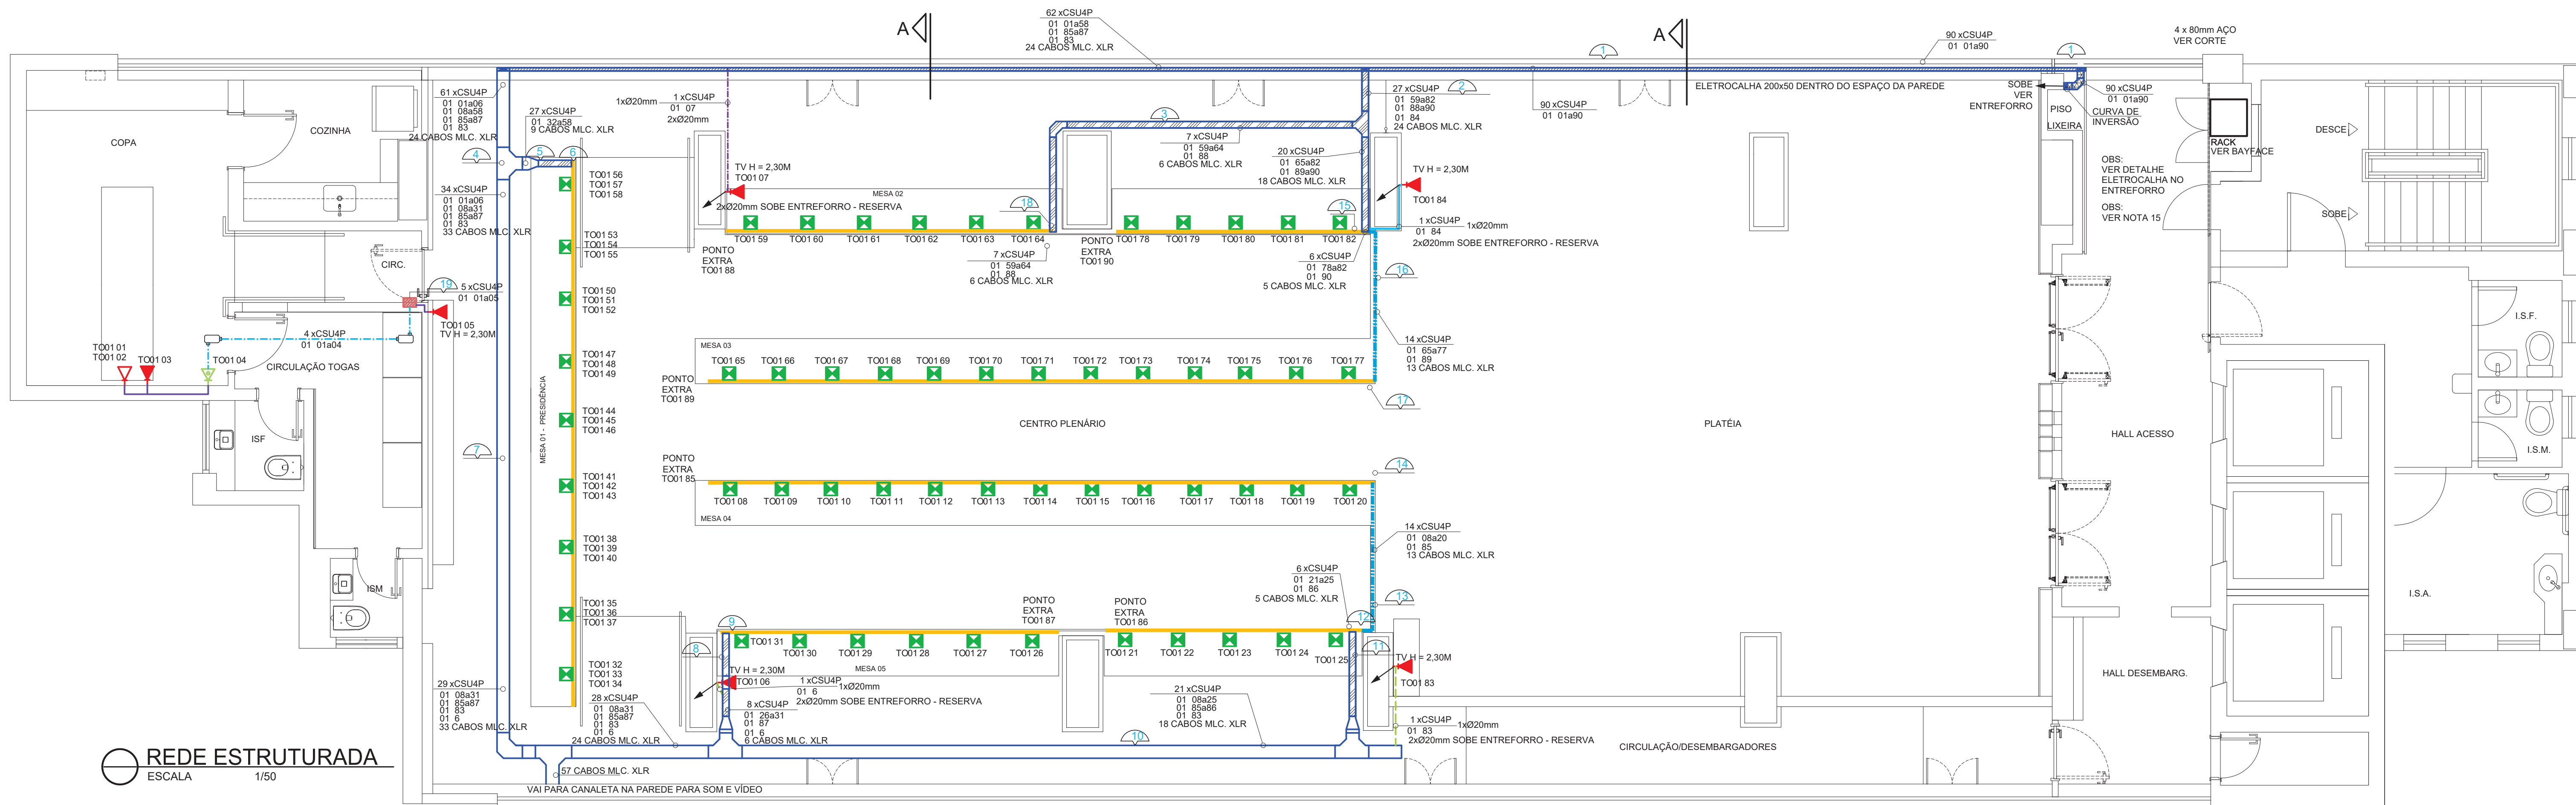 62 xCSU4P
01 01a58
01 85a87
01 83
24 CABOS MLC. XLR
A
A
1
90 xCSU4P
01 01a90
1
4 x 80mm AÇO
VER CORTE
61 xCSU4P
01 01a06
01 08a58
01 85a87
01 83
24 CABOS MLC. XLR
27 xCSU4P
01 32a58
9 CABOS MLC. XLR
1xØ20mm
1 xCSU4P
01 07
2xØ20mm
27 xCSU4P
01 59a82
01 88a90
01 84
24 CABOS MLC. XLR
2
90 xCSU4P
01 01a90
ELETROCALHA 200x50 DENTRO DO ESPAÇO DA PAREDE
SOBE
VER
ENTREFORRO
PISO
LIXEIRA
90 xCSU4P
01 01a90
CURVA DE
INVERSÃO
RACK
VER BAYFACE
DESCE
SOBE
OBS:
VER DETALHE
ELETROCALHA NO
ENTREFORRO
OBS:
VER NOTA 15
COPA
COZINHA
3
7 xCSU4P
01 59a64
01 88
6 CABOS MLC. XLR
20 xCSU4P
01 65a82
01 89a90
18 CABOS MLC. XLR
4
5
6
34 xCSU4P
01 01a06
01 08a31
01 85a87
01 83
33 CABOS MLC. XLR
TO01 56
TO01 57
TO01 58
TV H = 2,30M
TO01 07
2xØ20mm SOBE ENTREFORRO - RESERVA
MESA 02
18
15
TV H = 2,30M
TO01 84
1 xCSU4P
01 84
1xØ20mm
2xØ20mm SOBE ENTREFORRO - RESERVA
TO01 53
TO01 54
TO01 55
TO01 59
TO01 60
TO01 61
TO01 62
TO01 63
TO01 64
TO01 78
TO01 79
TO01 80
TO01 81
TO01 82
PONTO
EXTRA
TO01 88
PONTO
EXTRA
TO01 90
7 xCSU4P
01 59a64
01 88
6 CABOS MLC. XLR
6 xCSU4P
01 78a82
01 90
5 CABOS MLC. XLR
16
CIRC.
19
5 xCSU4P
01 01a05
TO01 05
TV H = 2,30M
TO01 50
TO01 51
TO01 52
4 xCSU4P
01 01a04
TO01 01
TO01 02
TO01 03
TO01 04
CIRCULAÇÃO TOGAS
TO01 47
TO01 48
TO01 49
MESA 03
TO01 65
TO01 66
TO01 67
TO01 68
TO01 69
TO01 70
TO01 71
TO01 72
TO01 73
TO01 74
TO01 75
TO01 76
TO01 77
14 xCSU4P
01 65a77
01 89
13 CABOS MLC. XLR
PONTO
EXTRA
TO01 89
17
I.S.F.
MESA 01 - PRESIDÊNCIA
TO01 44
TO01 45
TO01 46
CENTRO PLENÁRIO
PLATÉIA
HALL ACESSO
ISF
7
I.S.M.
TO01 41
TO01 42
TO01 43
PONTO
EXTRA
TO01 85
14
TO01 08
TO01 09
TO01 10
TO01 11
TO01 12
TO01 13
TO01 14
TO01 15
TO01 16
TO01 17
TO01 18
TO01 19
TO01 20
MESA 04
TO01 38
TO01 39
TO01 40
14 xCSU4P
01 08a20
01 85
13 CABOS MLC. XLR
ISM
6 xCSU4P
01 21a25
01 86
5 CABOS MLC. XLR
13
I.S.A.
TO01 35
TO01 36
TO01 37
PONTO
EXTRA
TO01 87
PONTO
EXTRA
TO01 86
9
12
8
TO01 31
TO01 30
TO01 29
TO01 28
TO01 27
TO01 26
TO01 21
TO01 22
TO01 23
TO01 24
TO01 25
11
MESA 05
TO01 32
TO01 33
TO01 34
TV H = 2,30M
TO01 06
1 xCSU4P
01 6
1xØ20mm
2xØ20mm SOBE ENTREFORRO - RESERVA
TV H = 2,30M
TO01 83
HALL DESEMBARG.
29 xCSU4P
01 08a31
01 85a87
01 83
01 6
33 CABOS MLC. XLR
28 xCSU4P
01 08a31
01 85a87
01 83
01 6
24 CABOS MLC. XLR
8 xCSU4P
01 26a31
01 87
01 6
6 CABOS MLC. XLR
21 xCSU4P
01 08a25
01 85a86
01 83
18 CABOS MLC. XLR
10
1 xCSU4P
01 83
1xØ20mm
2xØ20mm SOBE ENTREFORRO - RESERVA
CIRCULAÇÃO/DESEMBARGADORES
REDE ESTRUTURADA
ESCALA 1/50
57 CABOS MLC. XLR
VAI PARA CANALETA NA PAREDE PARA SOM E VÍDEO